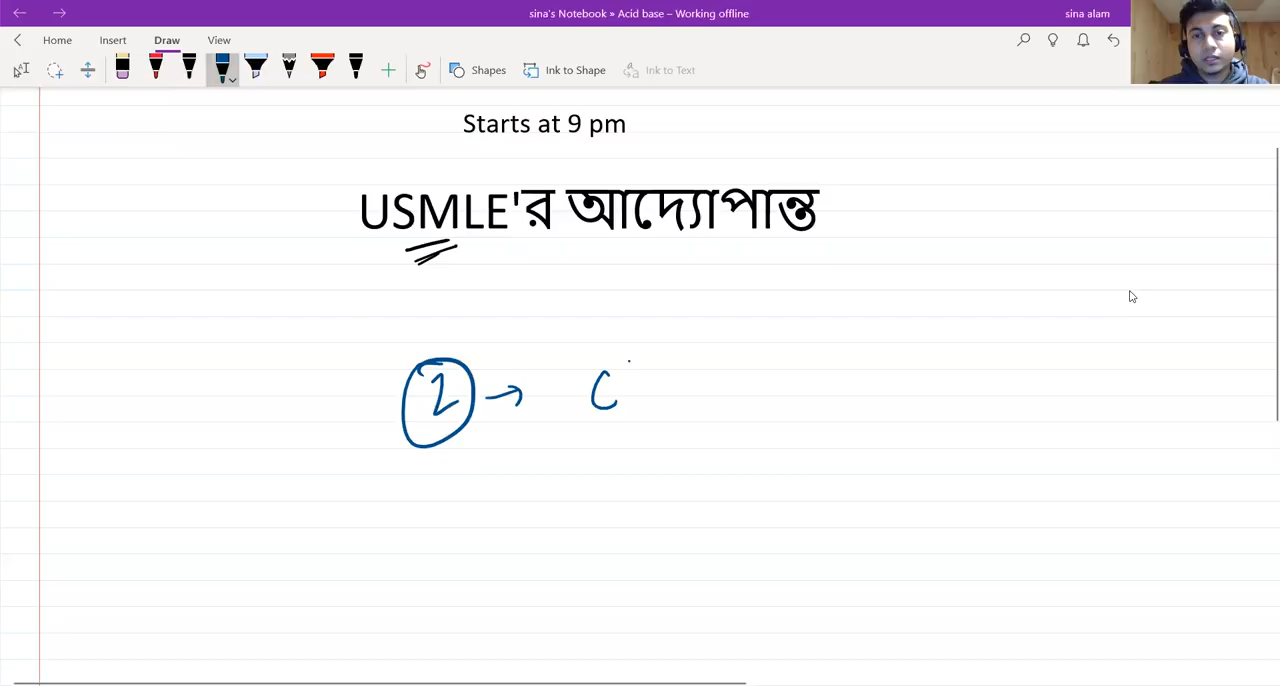 sina's Notebook » Acid base – Working offline
sina alam
Home Insert Draw View
Shapes Ink to Shape Ink to Text
Starts at 9 pm
USMLE'র আদ্যোপান্ত
2 → C